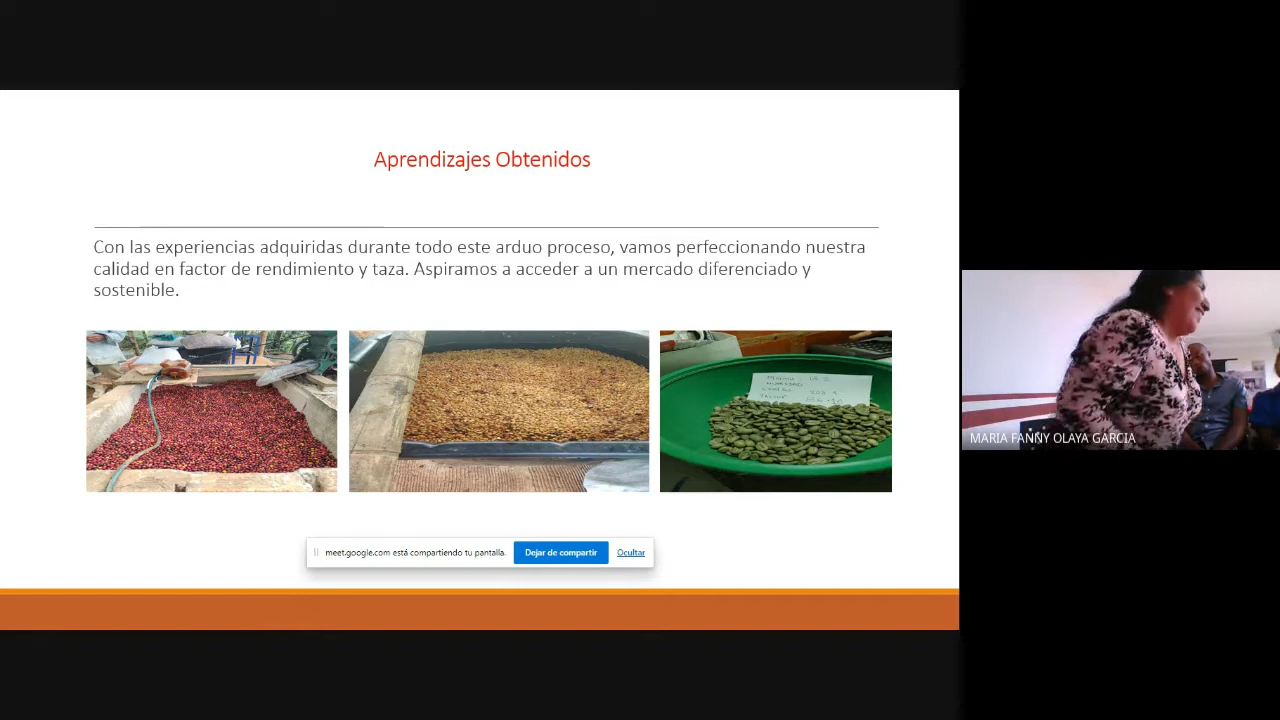 Aprendizajes Obtenidos
Con las experiencias adquiridas durante todo este arduo proceso, vamos perfeccionando nuestra
calidad en factor de rendimiento y taza. Aspiramos a acceder a un mercado diferenciado y
sostenible.
meet.google.com está compartiendo tu pantalla.
Dejar de compartir
Ocultar
MARIA FANNY OLAYA GARCIA